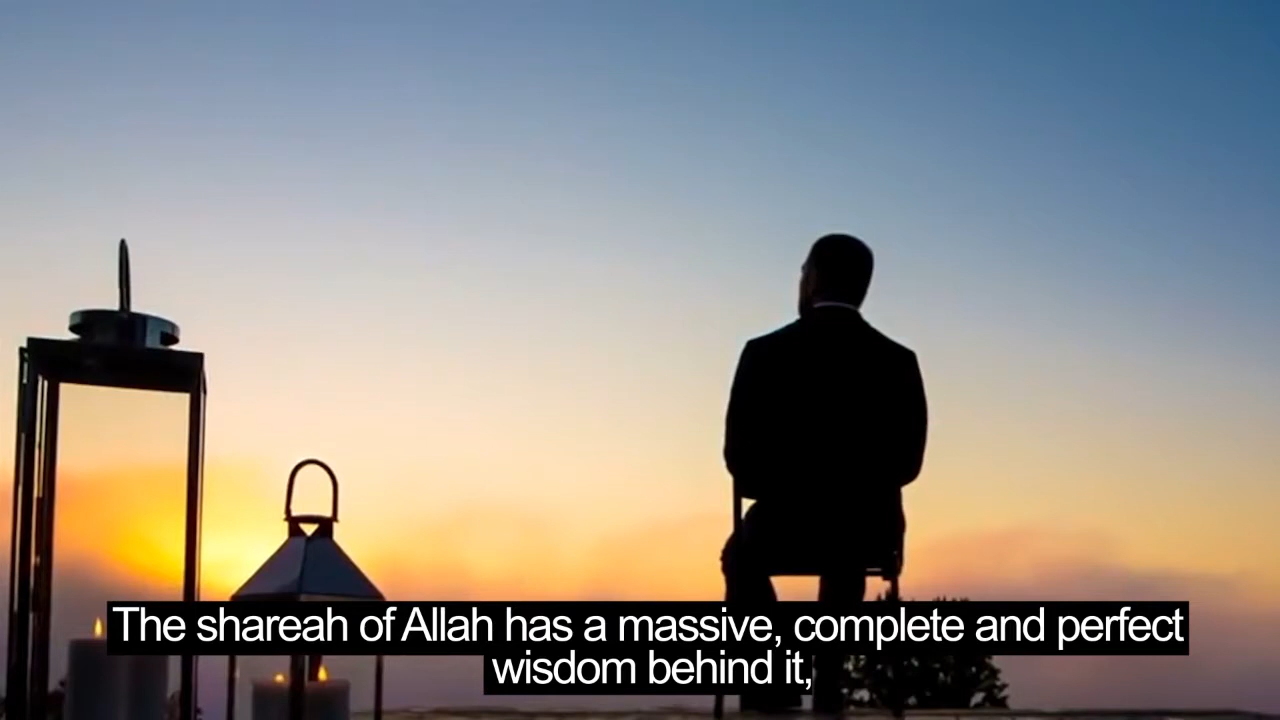 The shareah of Allah has a massive, complete and perfect
wisdom behind it,